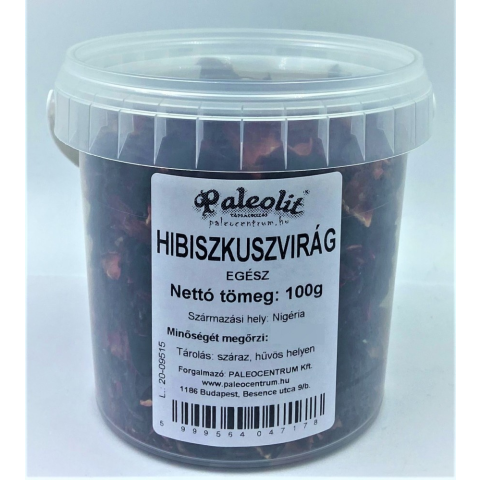 Paleolit®
paleocentrum.hu
HIBISZKUSZVIRÁG
EGÉSZ
Nettó tömeg: 100g
Származási hely: Nigéria
Minőségét megőrzi:
Tárolás: száraz, hűvös helyen
Forgalmazó: PALEOCENTRUM Kft.
www.paleocentrum.hu
1186 Budapest, Besence utca 9/b.
5 999564 047178
L.: 20-09515